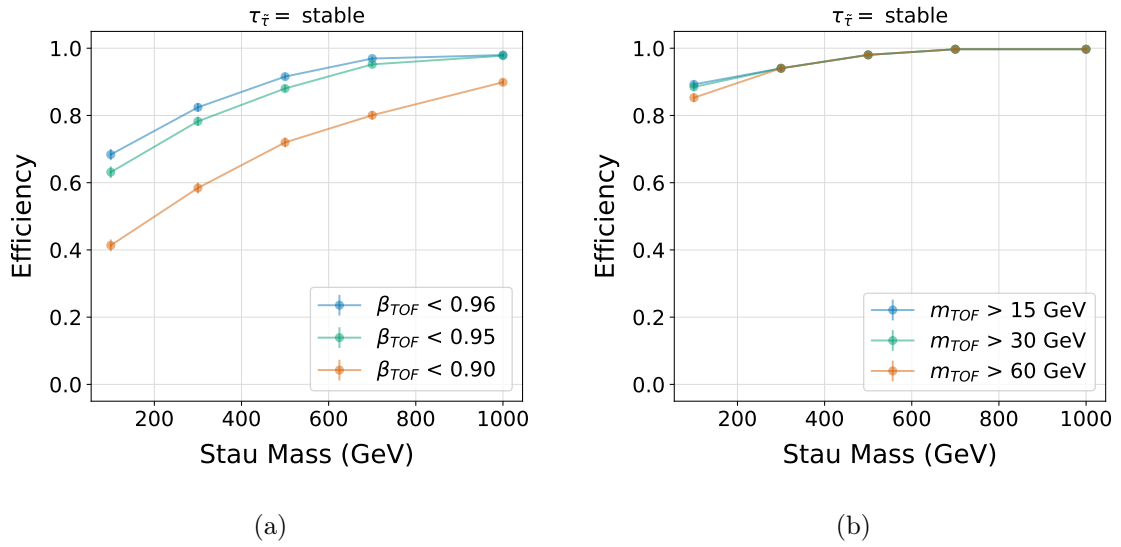 τ_τ̃ = stable
Efficiency
1.0
0.8
0.6
0.4
0.2
0.0
β_TOF < 0.96
β_TOF < 0.95
β_TOF < 0.90
200 400 600 800 1000
Stau Mass (GeV)
(a)
τ_τ̃ = stable
Efficiency
1.0
0.8
0.6
0.4
0.2
0.0
m_TOF > 15 GeV
m_TOF > 30 GeV
m_TOF > 60 GeV
200 400 600 800 1000
Stau Mass (GeV)
(b)